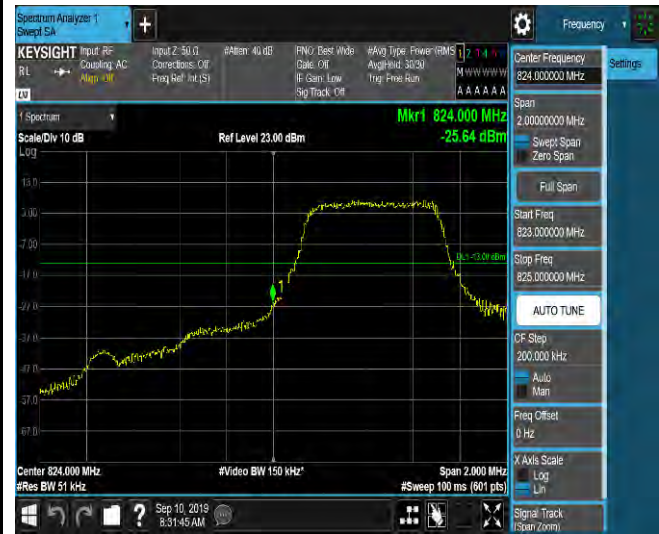 Spectrum Analyzer 1
Swept SA
+
Frequency
KEYSIGHT
RL
Input: RF
Coupling: AC
Align: Off
Input Z: 50 Ω
Corrections: Off
Freq Ref: Int (S)
#Atten: 40 dB
PNO: Best Wide
Gate: Off
IF Gain: Low
Sig Track: Off
#Avg Type: Power (RMS
Avg|Hold: 30/30
Trig: Free Run
1 2 3 4 5 6
M W W W W W
A A A A A A
LW
1 Spectrum
Scale/Div 10 dB
Log
Ref Level 23.00 dBm
Mkr1 824.000 MHz
-25.64 dBm
13.0
3.00
-7.00
-17.0
-27.0
-37.0
-47.0
-57.0
-67.0
DL1 -13.00 dBm
1
Center 824.000 MHz
#Res BW 51 kHz
#Video BW 150 kHz*
Span 2.000 MHz
#Sweep 100 ms (601 pts)
Center Frequency
824.000000 MHz
Settings
Span
2.00000000 MHz
Swept Span
Zero Span
Full Span
Start Freq
823.000000 MHz
Stop Freq
825.000000 MHz
AUTO TUNE
CF Step
200.000 kHz
Auto
Man
Freq Offset
0 Hz
X Axis Scale
Log
Lin
Signal Track
(Span Zoom)
?
Sep 10, 2019
8:31:45 AM